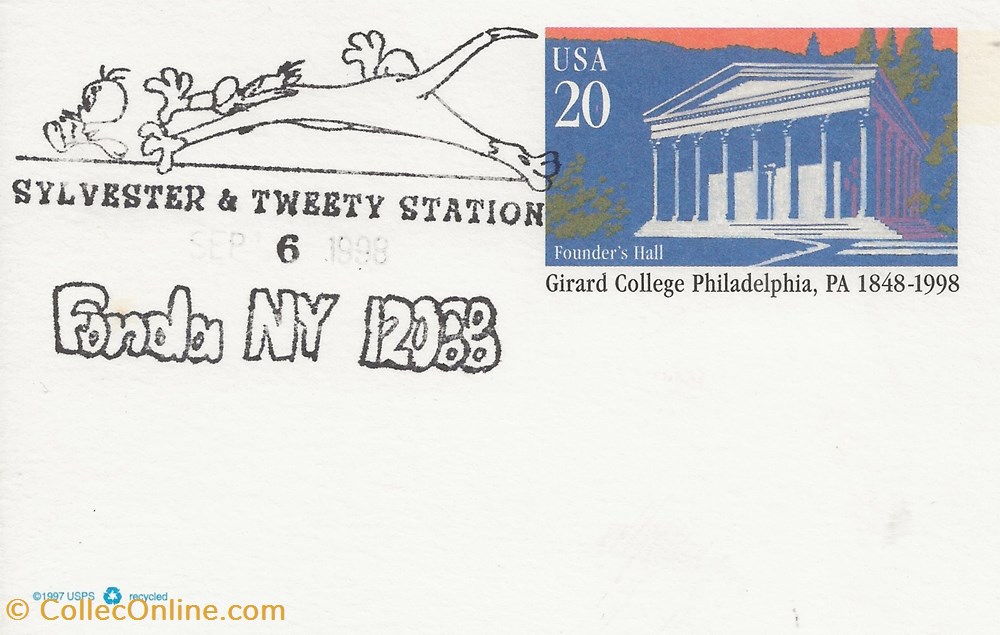 USA
20
SYLVESTER & TWEETY STATION
SEP 1998
6
Founder's Hall
Girard College Philadelphia, PA 1848-1998
Fonda NY 12068
©1997 USPS recycled
© CollecOnline.com